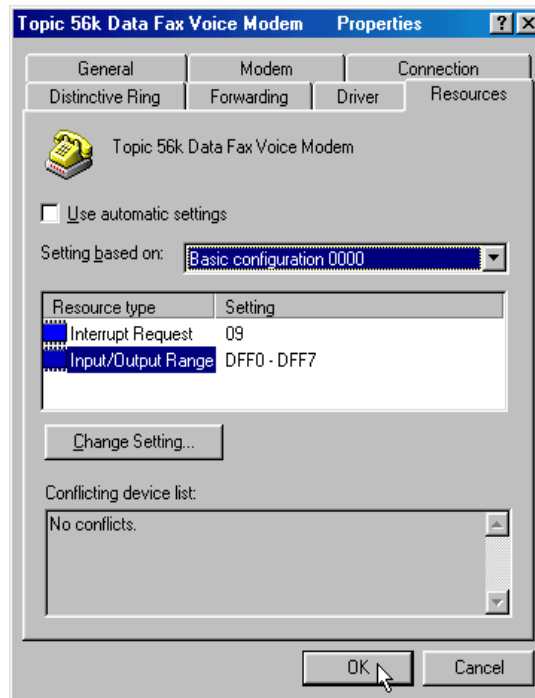 Topic 56k Data Fax Voice Modem Properties
General Modem Connection
Distinctive Ring Forwarding Driver Resources
Topic 56k Data Fax Voice Modem
Use automatic settings
Setting based on: Basic configuration 0000
Resource type Setting
Interrupt Request 09
Input/Output Range DFF0 - DFF7
Change Setting...
Conflicting device list:
No conflicts.
OK Cancel